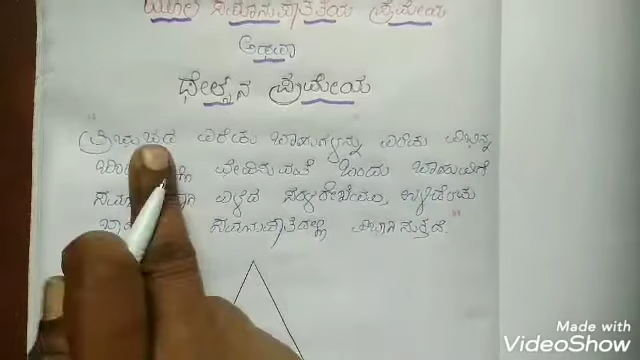 ಮೂಲ ಸಮಾನುಪಾತತೆಯ ಪ್ರಮೇಯ
ಅಥವಾ
ಥೇಲ್ಸ್‌ನ ಪ್ರಮೇಯ
"ತ್ರಿಭುಜದ ಎರಡು ಬಾಹುಗಳನ್ನು ಎರಡು ವಿಭಿನ್ನ
ಛೇದಿಸುವಂತೆ ಒಂದು ಬಾಹುವಿಗೆ
ಎಳೆದ ಸರಳರೇಖೆಯು, ಉಳಿದೆರಡು
ಸಮಾನುಪಾತದಲ್ಲಿ ವಿಭಾಗಿಸುತ್ತದೆ."
Made with
VideoShow